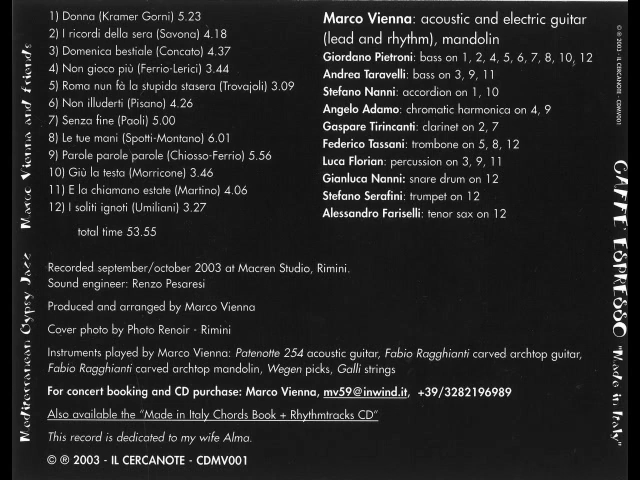 1) Donna (Kramer Gorni) 5.23
2) I ricordi della sera (Savona) 4.18
3) Domenica bestiale (Concato) 4.37
4) Non gioco più (Ferrio-Lerici) 3.44
5) Roma nun fà la stupida stasera (Trovajoli) 3.09
6) Non illuderti (Pisano) 4.26
7) Senza fine (Paoli) 5.00
8) Le tue mani (Spotti-Montano) 6.01
9) Parole parole parole (Chiosso-Ferrio) 5.56
10) Giù la testa (Morricone) 3.46
11) E la chiamano estate (Martino) 4.06
12) I soliti ignoti (Umiliani) 3.27
total time 53.55
Marco Vienna: acoustic and electric guitar
(lead and rhythm), mandolin
Giordano Pietroni: bass on 1, 2, 4, 5, 6, 7, 8, 10, 12
Andrea Taravelli: bass on 3, 9, 11
Stefano Nanni: accordion on 1, 10
Angelo Adamo: chromatic harmonica on 4, 9
Gaspare Tirincanti: clarinet on 2, 7
Federico Tassani: trombone on 5, 8, 12
Luca Florian: percussion on 3, 9, 11
Gianluca Nanni: snare drum on 12
Stefano Serafini: trumpet on 12
Alessandro Fariselli: tenor sax on 12
Recorded september/october 2003 at Macren Studio, Rimini.
Sound engineer: Renzo Pesaresi
Produced and arranged by Marco Vienna
Cover photo by Photo Renoir - Rimini
Instruments played by Marco Vienna: Patenotte 254 acoustic guitar, Fabio Ragghianti carved archtop guitar,
Fabio Ragghianti carved archtop mandolin, Wegen picks, Galli strings
For concert booking and CD purchase: Marco Vienna, mv59@inwind.it, +39/3282196989
Also available the "Made in Italy Chords Book + Rhythmtracks CD"
This record is dedicated to my wife Alma.
© ℗ 2003 - IL CERCANOTE - CDMV001
Mediterranean Gypsy Jazz Marco Vienna and Friends
© ℗ 2003 - IL CERCANOTE - CDMV001
CAFFE' ESPRESSO "Made in Italy"